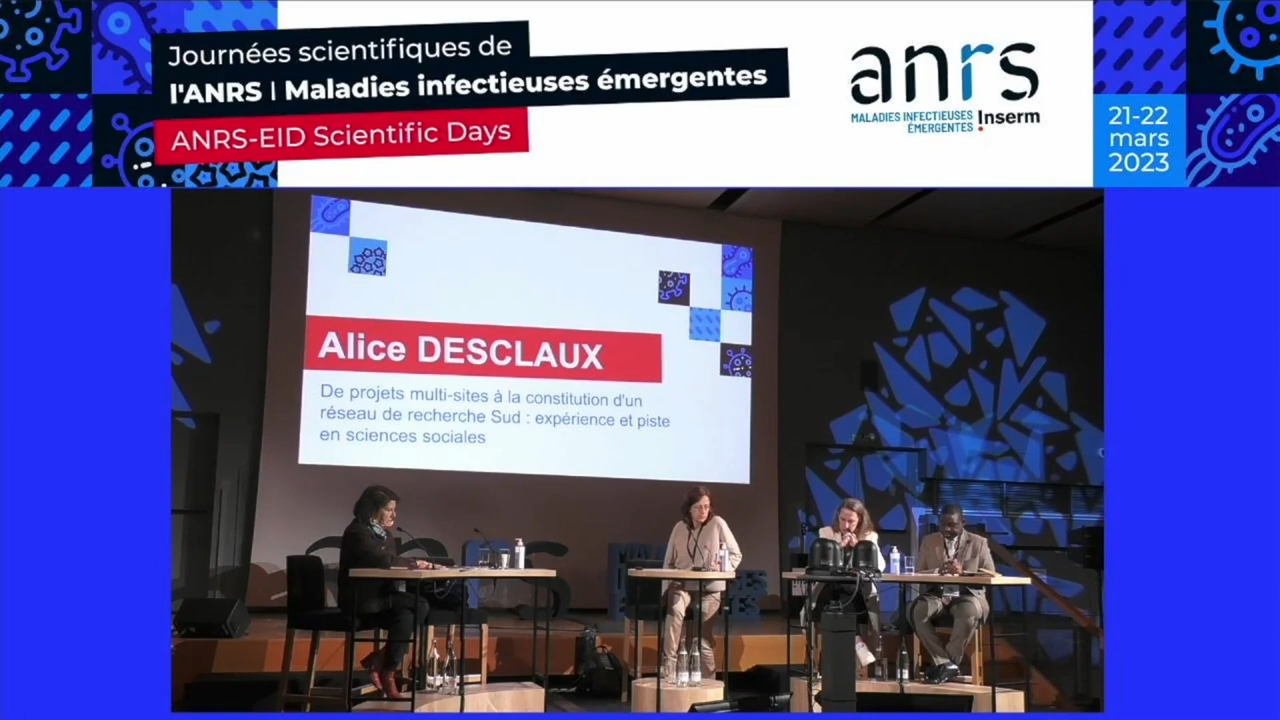 Journées scientifiques de
l'ANRS | Maladies infectieuses émergentes
ANRS-EID Scientific Days
anrs
MALADIES INFECTIEUSES
ÉMERGENTES Inserm
21-22
mars
2023
Alice DESCLAUX
De projets multi-sites à la constitution d'un
réseau de recherche Sud : expérience et piste
en sciences sociales